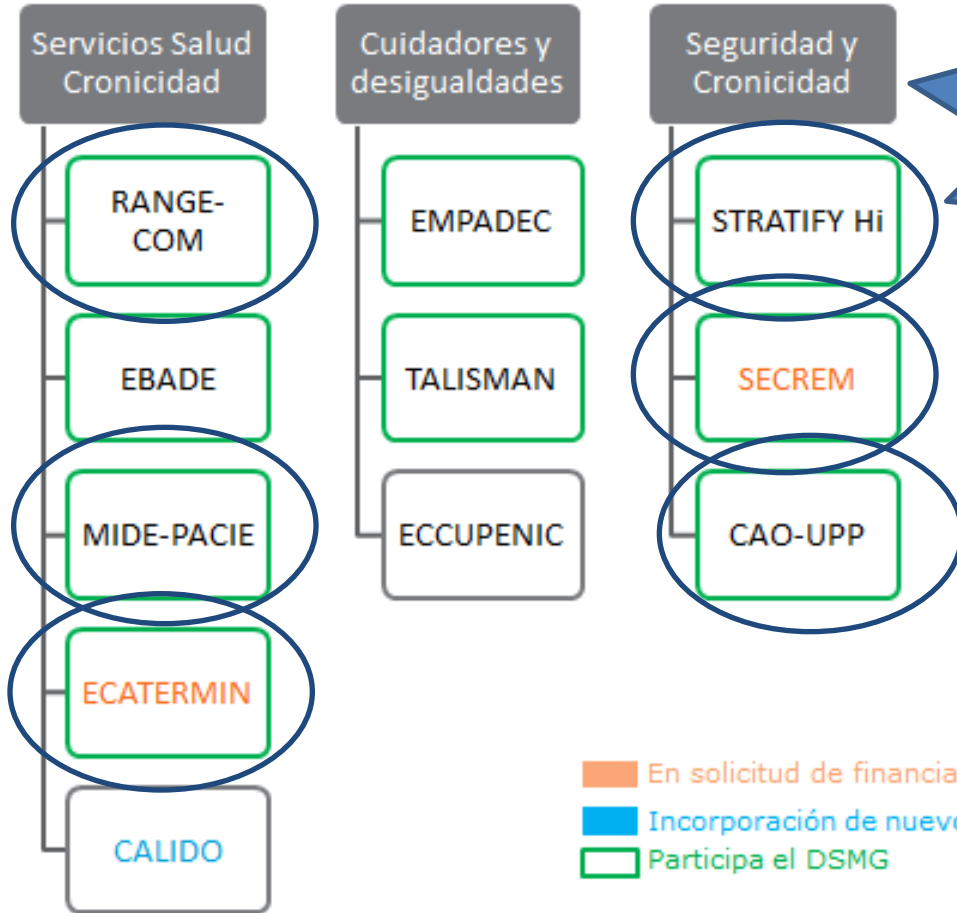 Servicios Salud
Cronicidad
RANGE-
COM
EBADE
MIDE-PACIE
ECATERMIN
CALIDO
Cuidadores y
desigualdades
EMPADEC
TALISMAN
ECCUPENIC
Seguridad y
Cronicidad
STRATIFY Hi
SECREM
CAO-UPP
En solicitud de financia
Incorporación de nuevo
Participa el DSMG